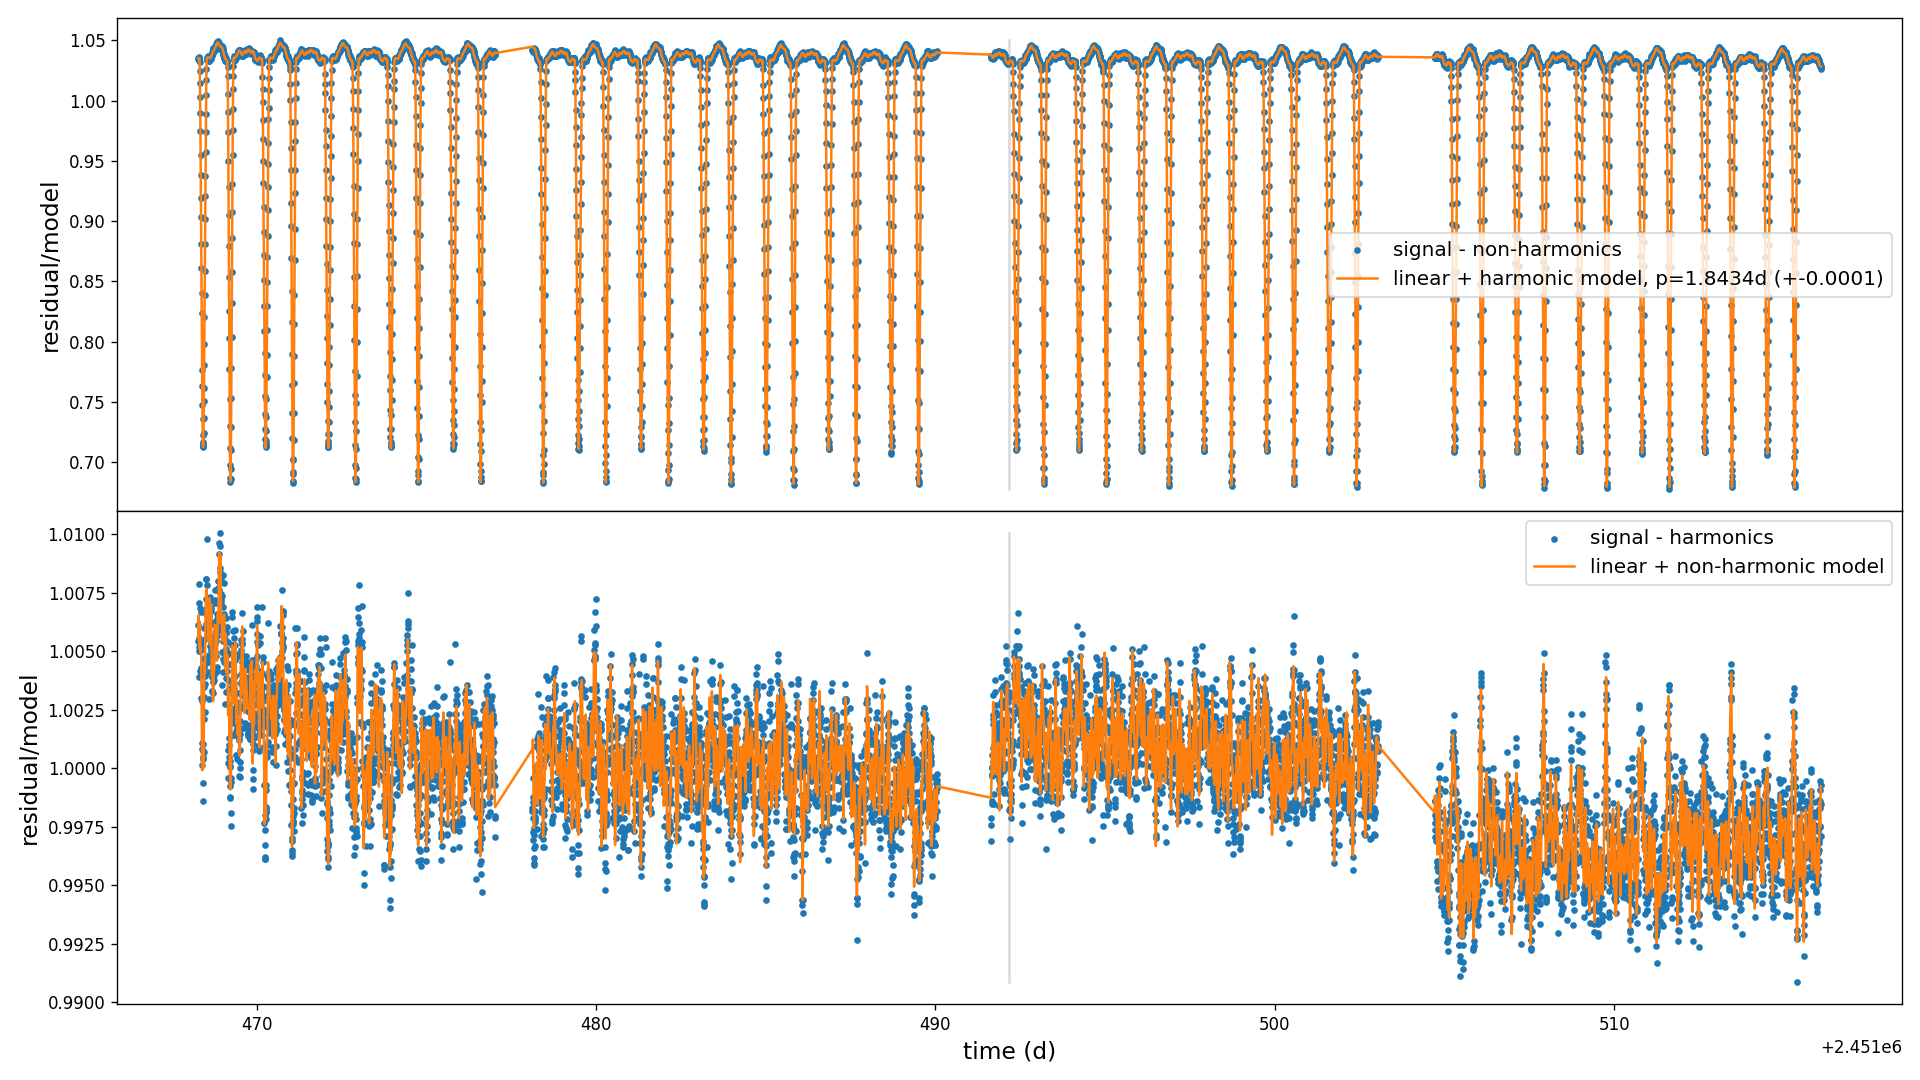 1.05
1.00
0.95
0.90
0.85
0.80
0.75
0.70
residual/model
signal - non-harmonics
linear + harmonic model, p=1.8434d (+-0.0001)
1.0100
1.0075
1.0050
1.0025
1.0000
0.9975
0.9950
0.9925
0.9900
residual/model
signal - harmonics
linear + non-harmonic model
470 480 490 500 510
time (d)
+2.451e6